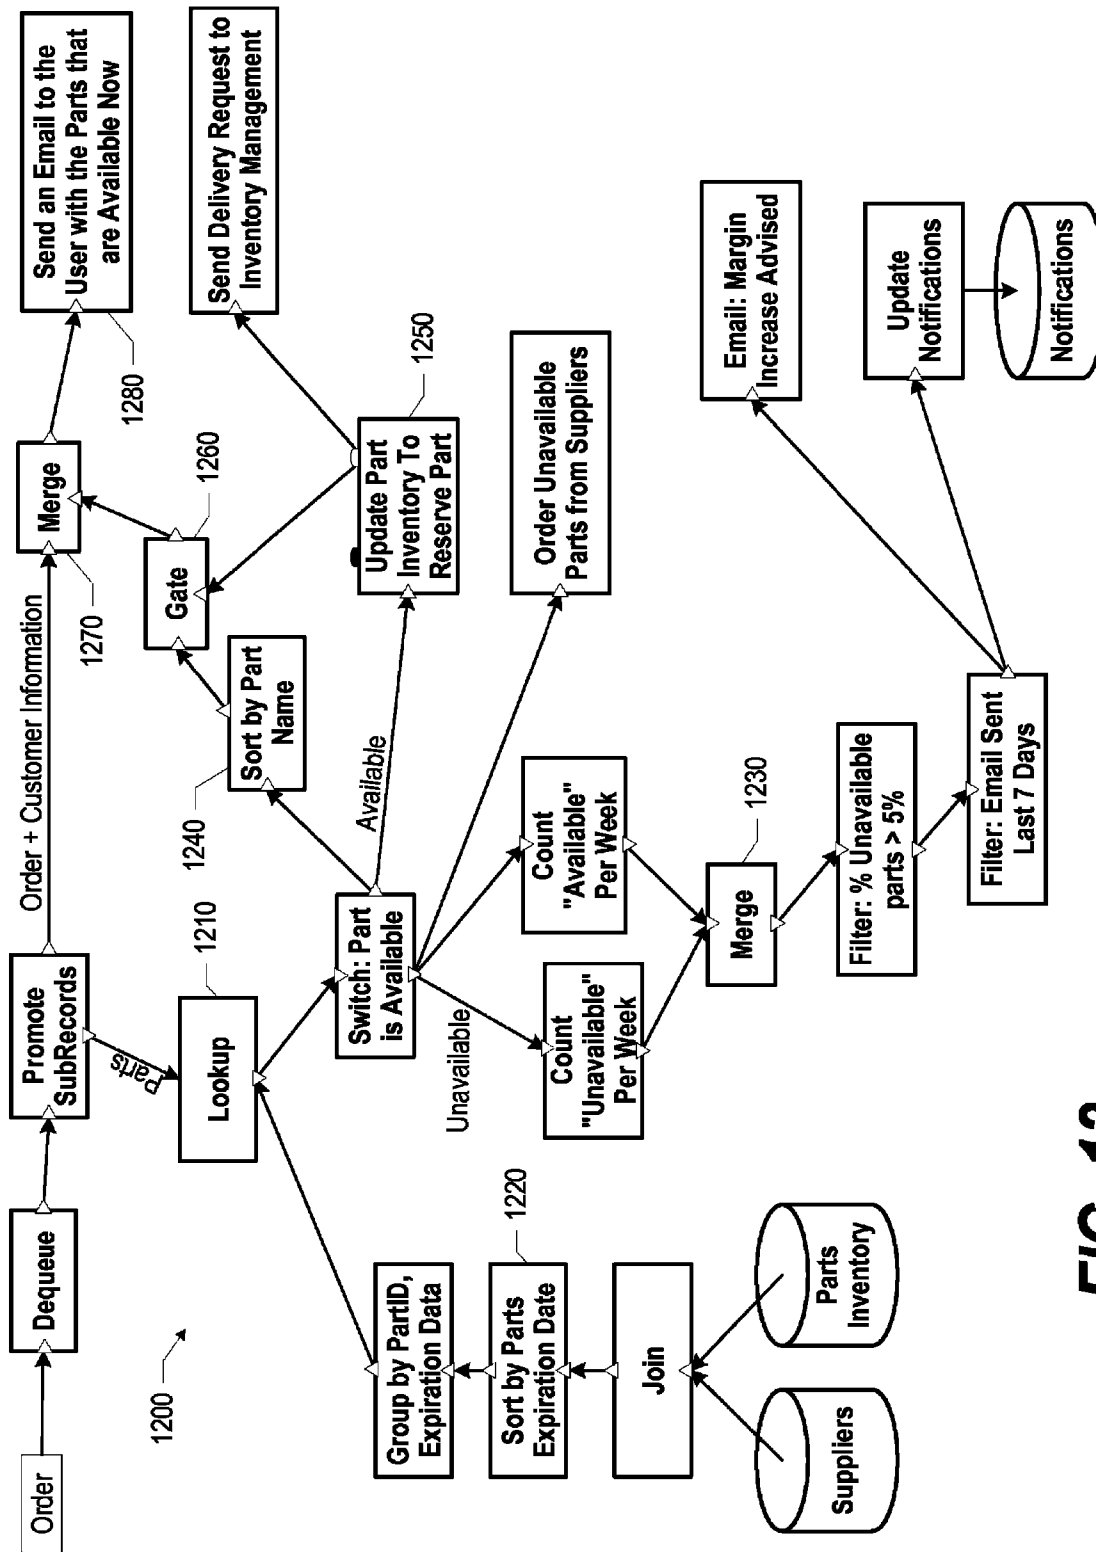 Order
Dequeue
Promote
SubRecords
Order + Customer Information
Merge
1270
Send an Email to the
User with the Parts that
are Available Now
1280
1200
Parts
Lookup
1210
Gate
1260
Send Delivery Request to
Inventory Management
Sort by Part
Name
1240
Group by PartID,
Expiration Data
Switch: Part
is Available
Available
Update Part
Inventory To
Reserve Part
1250
Unavailable
Sort by Parts
Expiration Date
1220
Count
"Unavailable"
Per Week
Count
"Available"
Per Week
Order Unavailable
Parts from Suppliers
Join
Merge
1230
Email: Margin
Increase Advised
Suppliers
Parts
Inventory
Filter: % Unavailable
parts > 5%
Update
Notifications
Filter: Email Sent
Last 7 Days
Notifications